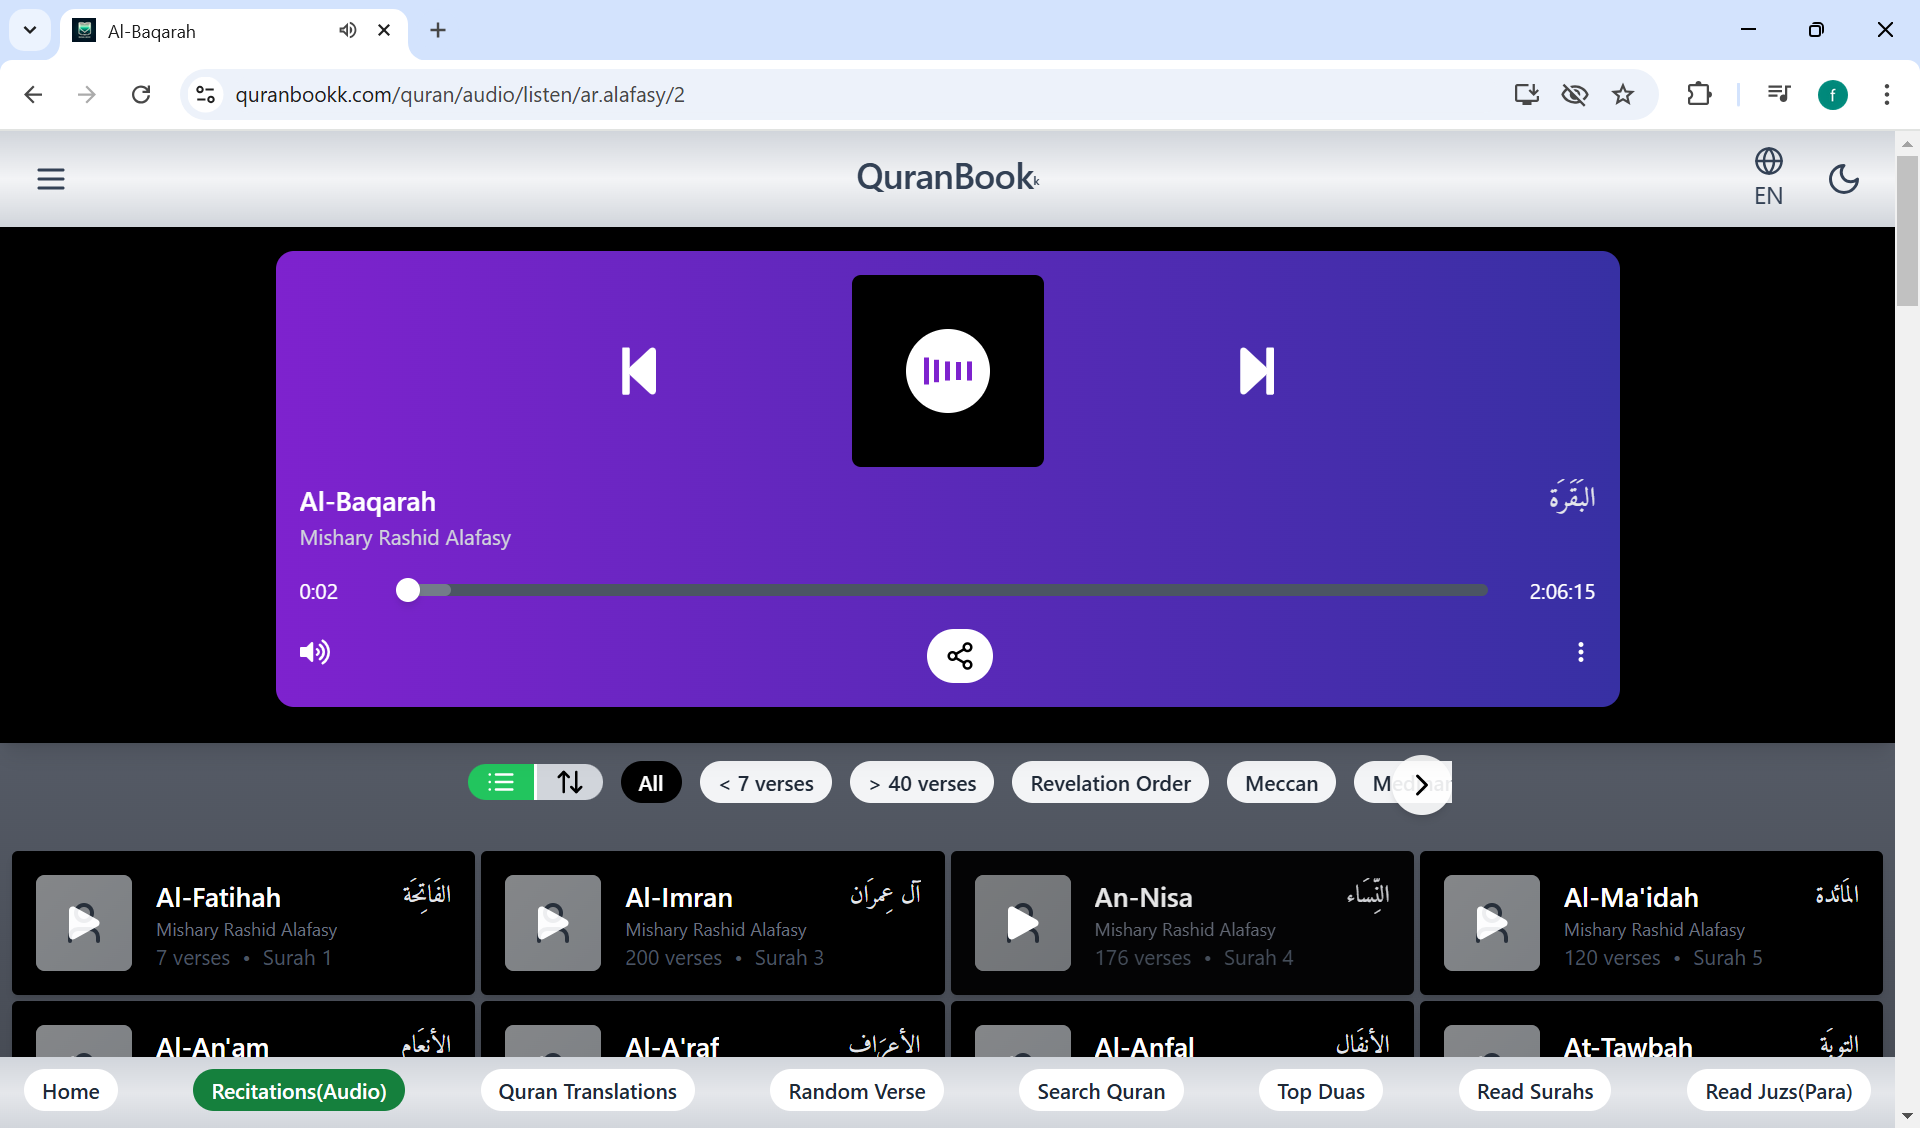 Al-Baqarah
quranbookk.com/quran/audio/listen/ar.alafasy/2
f
QuranBookk
EN
Al-Baqarah
البَقَرَة
Mishary Rashid Alafasy
0:02
2:06:15
All
< 7 verses
> 40 verses
Revelation Order
Meccan
Al-Fatihah
الفَاتِحَة
Mishary Rashid Alafasy
7 verses • Surah 1
Al-Imran
آل عِمرَان
Mishary Rashid Alafasy
200 verses • Surah 3
An-Nisa
النِّسَاء
Mishary Rashid Alafasy
176 verses • Surah 4
Al-Ma'idah
المَائدة
Mishary Rashid Alafasy
120 verses • Surah 5
Al-An'am
الأنعَام
Al-A'raf
الأعرَاف
Al-Anfal
الأنفَال
At-Tawbah
التوبَة
Home
Recitations(Audio)
Quran Translations
Random Verse
Search Quran
Top Duas
Read Surahs
Read Juzs(Para)